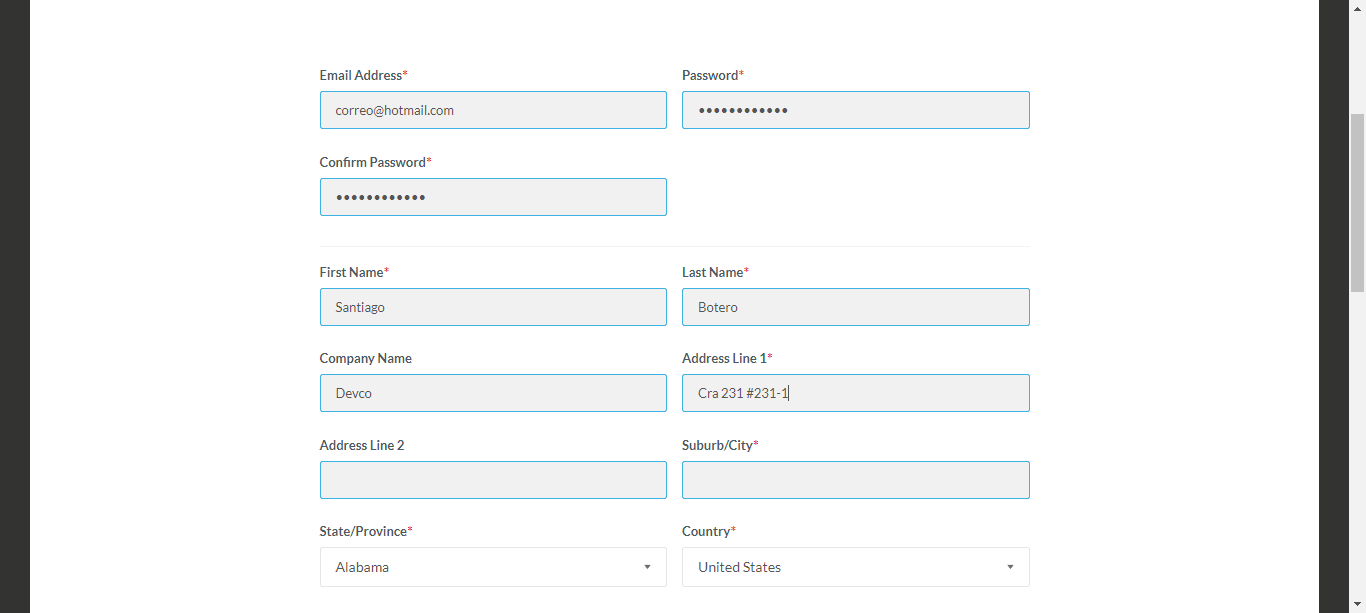 Email Address* Password*
correo@hotmail.com ••••••••••••
Confirm Password*
••••••••••••
First Name* Last Name*
Santiago Botero
Company Name Address Line 1*
Devco Cra 231 #231-1
Address Line 2 Suburb/City*
State/Province* Country*
Alabama United States